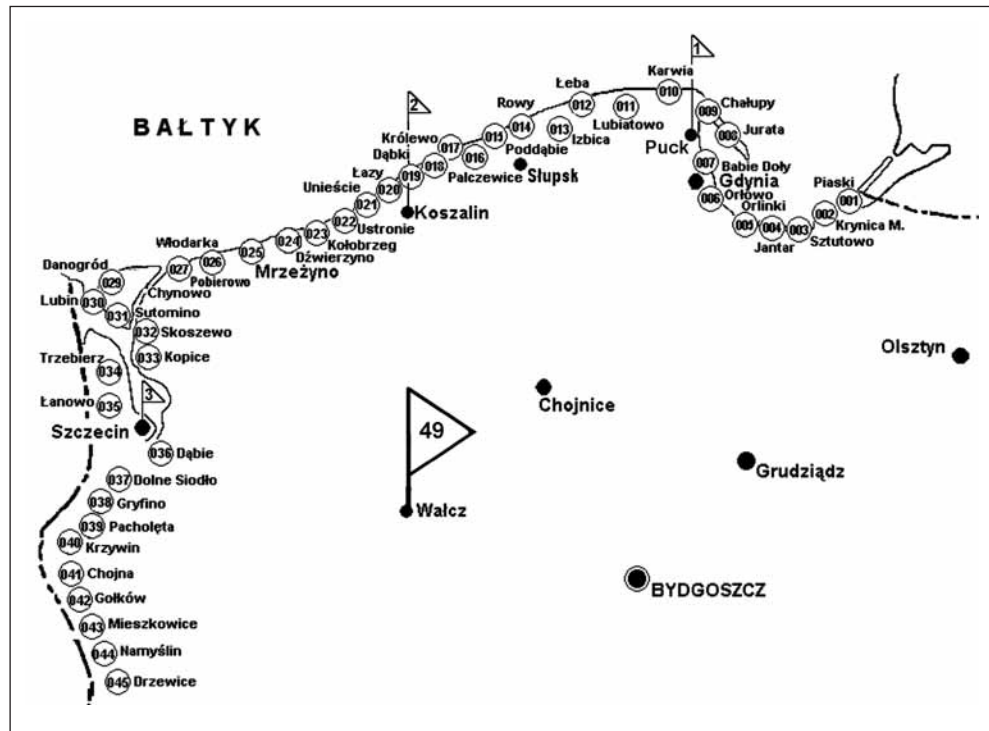 1
Karwia
Łeba
010
2
Rowy
012
011
009
Chałupy
BAŁTYK
Królewo
014
013
Lubiatowo
008
Jurata
Dąbki
017
015
Izbica
Puck
Łazy
016
Poddąbie
007
Babie Doły
Unieście
019
018
Palczewice
Słupsk
Gdynia
Piaski
020
006
Orłowo
001
021
Koszalin
Orlinki
002
Krynica M.
022
Ustronie
005
004
003
Sztutowo
Włodarka
024
023
Kołobrzeg
Jantar
025
Dźwierzyno
Danogród
027
026
Mrzeżyno
029
Pobierowo
Chynowo
Lubin
030
031
Sutomino
032
Skoszewo
Trzebierz
033
Kopice
Olsztyn
034
3
Łanowo
035
Chojnice
Szczecin
49
036
Dąbie
037
Dolne Siodło
Grudziądz
038
Gryfino
Wałcz
039
Pachołęta
040
Krzywin
041
Chojna
BYDGOSZCZ
042
Gołków
043
Mieszkowice
044
Namyślin
045
Drzewice